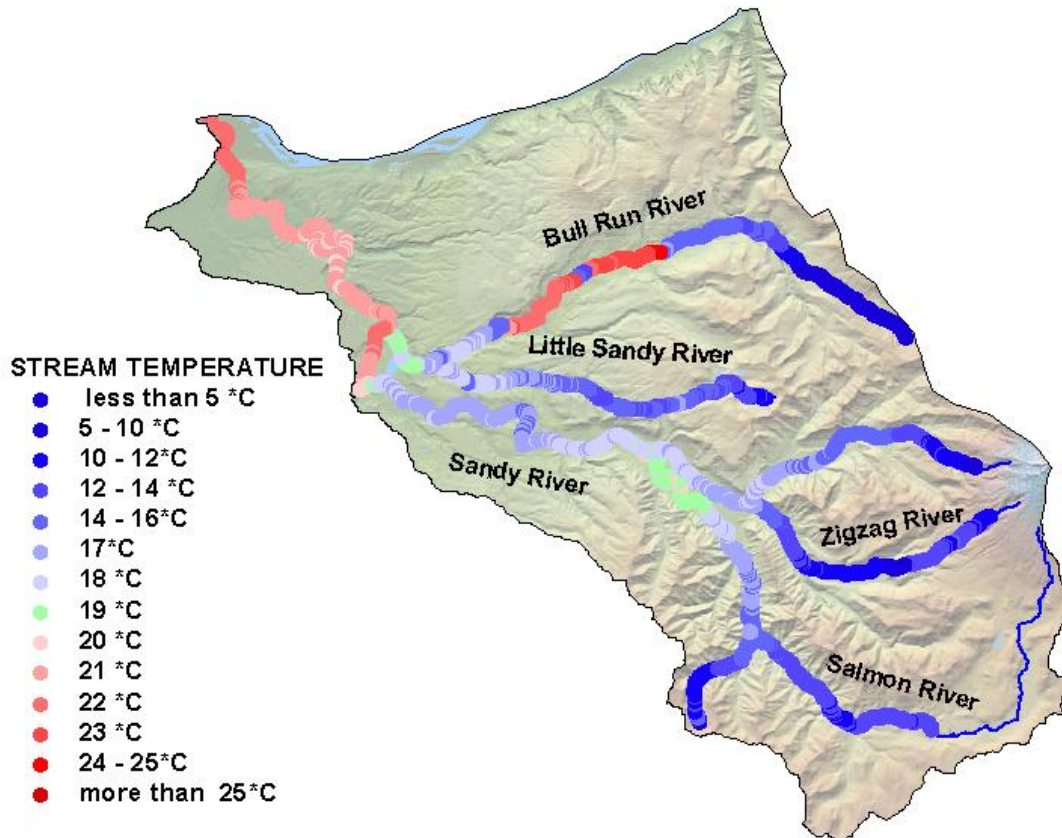 Bull Run River
Little Sandy River
STREAM TEMPERATURE
less than 5 *C
5 - 10 *C
10 - 12*C
12 - 14 *C
14 - 16*C
17*C
18 *C
19 *C
20 *C
21 *C
22 *C
23 *C
24 - 25*C
more than 25*C
Sandy River
Zigzag River
Salmon River